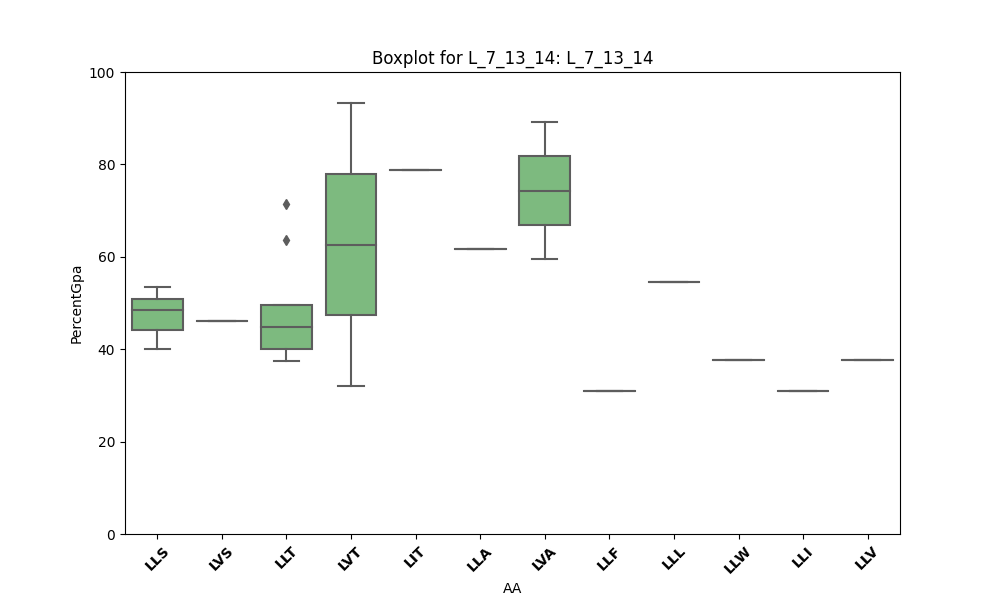 Boxplot for L_7_13_14: L_7_13_14
100
80
60
40
20
0
PercentGpa
LLS
LVS
LLT
LVT
LIT
LLA
LVA
LLF
LLL
LLW
LLI
LLV
AA